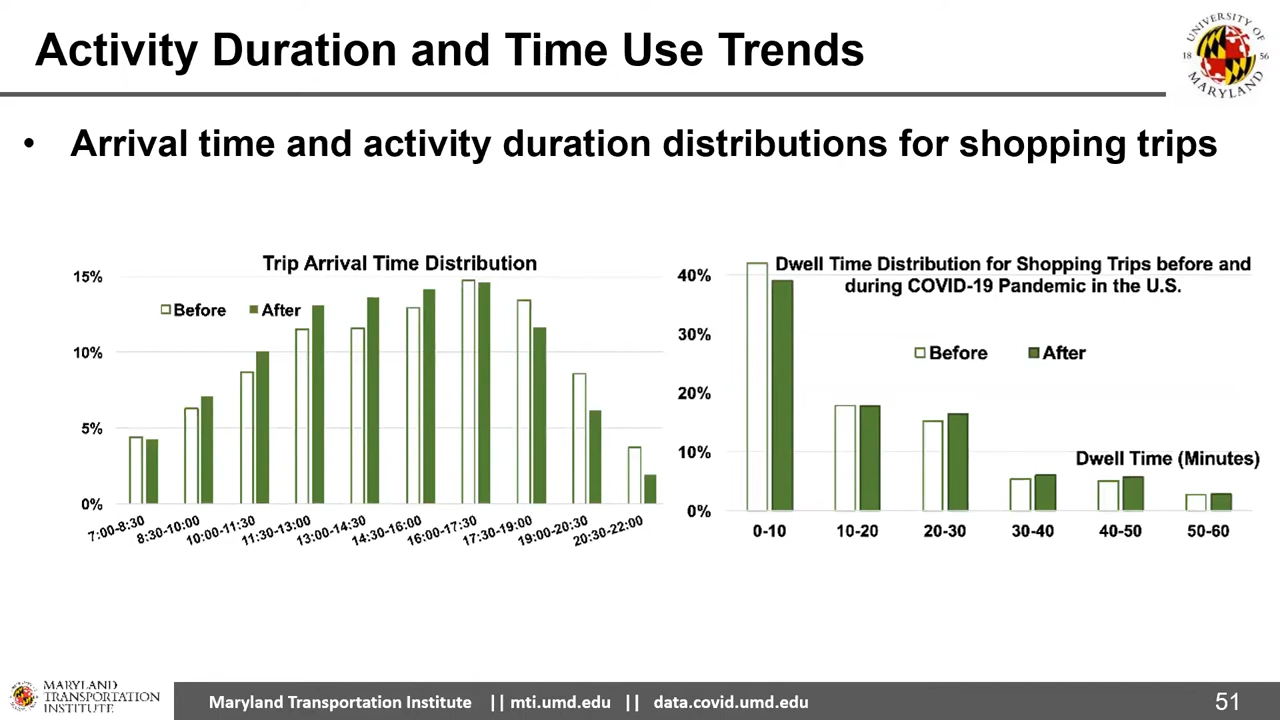 Activity Duration and Time Use Trends
UNIVERSITY OF
18 56
MARYLAND
• Arrival time and activity duration distributions for shopping trips
Trip Arrival Time Distribution
15%
10%
5%
0%
Before After
7:00-8:30 8:30-10:00 10:00-11:30 11:30-13:00 13:00-14:30 14:30-16:00 16:00-17:30 17:30-19:00 19:00-20:30 20:30-22:00
Dwell Time Distribution for Shopping Trips before and
during COVID-19 Pandemic in the U.S.
40%
30%
20%
10%
0%
Before After
Dwell Time (Minutes)
0-10 10-20 20-30 30-40 40-50 50-60
MARYLAND
TRANSPORTATION
INSTITUTE
Maryland Transportation Institute || mti.umd.edu || data.covid.umd.edu
51